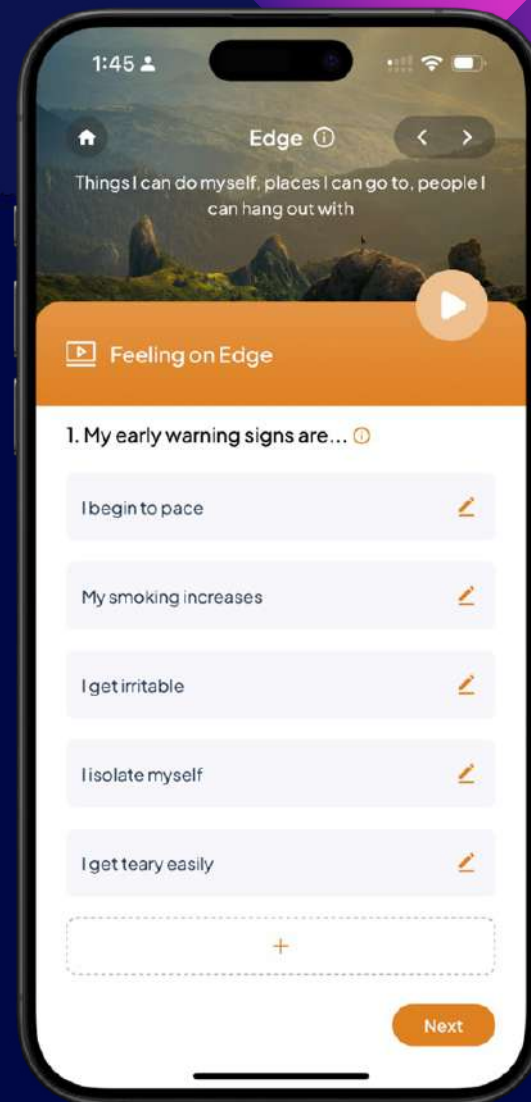 1:45
Edge
Things I can do myself, places I can go to, people I
can hang out with
Feeling on Edge
1. My early warning signs are...
I begin to pace
My smoking increases
I get irritable
I isolate myself
I get teary easily
+
Next